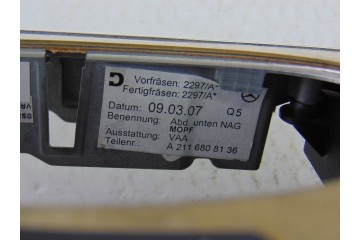 D
Vorfräsen: 2297/A*
Fertigfräsen: 2297/A*
Datum: 09.03.07 Q5
Benennung: Abd. unten NAG
MOPF
Ausstattung: VAA
Teilenr.: A 211 680 81 36